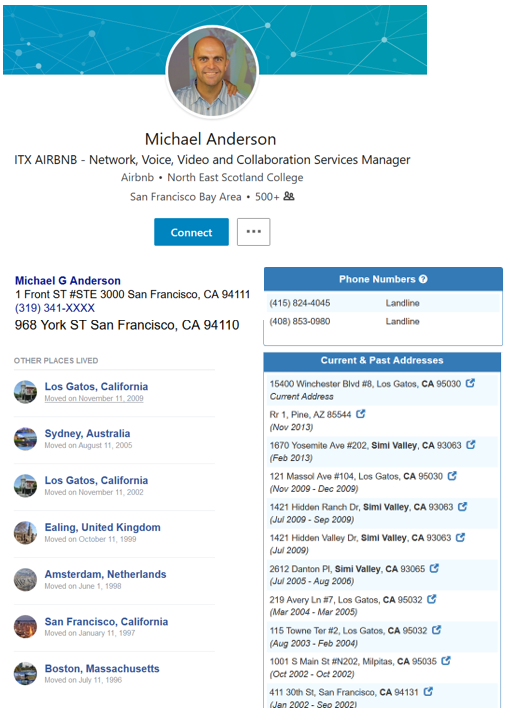 Michael Anderson
ITX AIRBNB - Network, Voice, Video and Collaboration Services Manager
Airbnb • North East Scotland College
San Francisco Bay Area • 500+
Connect
Michael G Anderson
1 Front ST #STE 3000 San Francisco, CA 94111
(319) 341-XXXX
968 York ST San Francisco, CA 94110
OTHER PLACES LIVED
Los Gatos, California
Moved on November 11, 2009
Sydney, Australia
Moved on August 11, 2005
Los Gatos, California
Moved on November 11, 2002
Ealing, United Kingdom
Moved on October 11, 1999
Amsterdam, Netherlands
Moved on June 1, 1998
San Francisco, California
Moved on January 11, 1997
Boston, Massachusetts
Moved on July 11, 1996
Phone Numbers
(415) 824-4045 Landline
(408) 853-0980 Landline
Current & Past Addresses
15400 Winchester Blvd #8, Los Gatos, CA 95030
Current Address
Rr 1, Pine, AZ 85544
(Nov 2013)
1670 Yosemite Ave #202, Simi Valley, CA 93063
(Feb 2013)
121 Massol Ave #104, Los Gatos, CA 95030
(Nov 2009 - Dec 2009)
1421 Hidden Ranch Dr, Simi Valley, CA 93063
(Jul 2009 - Sep 2009)
1421 Hidden Valley Dr, Simi Valley, CA 93063
(Jul 2009)
2612 Danton Pl, Simi Valley, CA 93065
(Jul 2005 - Aug 2006)
219 Avery Ln #7, Los Gatos, CA 95032
(Mar 2004 - Mar 2005)
115 Towne Ter #2, Los Gatos, CA 95032
(Aug 2003 - Feb 2004)
1001 S Main St #N202, Milpitas, CA 95035
(Oct 2002 - Oct 2002)
411 30th St, San Francisco, CA 94131
(Jan 2002 - Sep 2002)